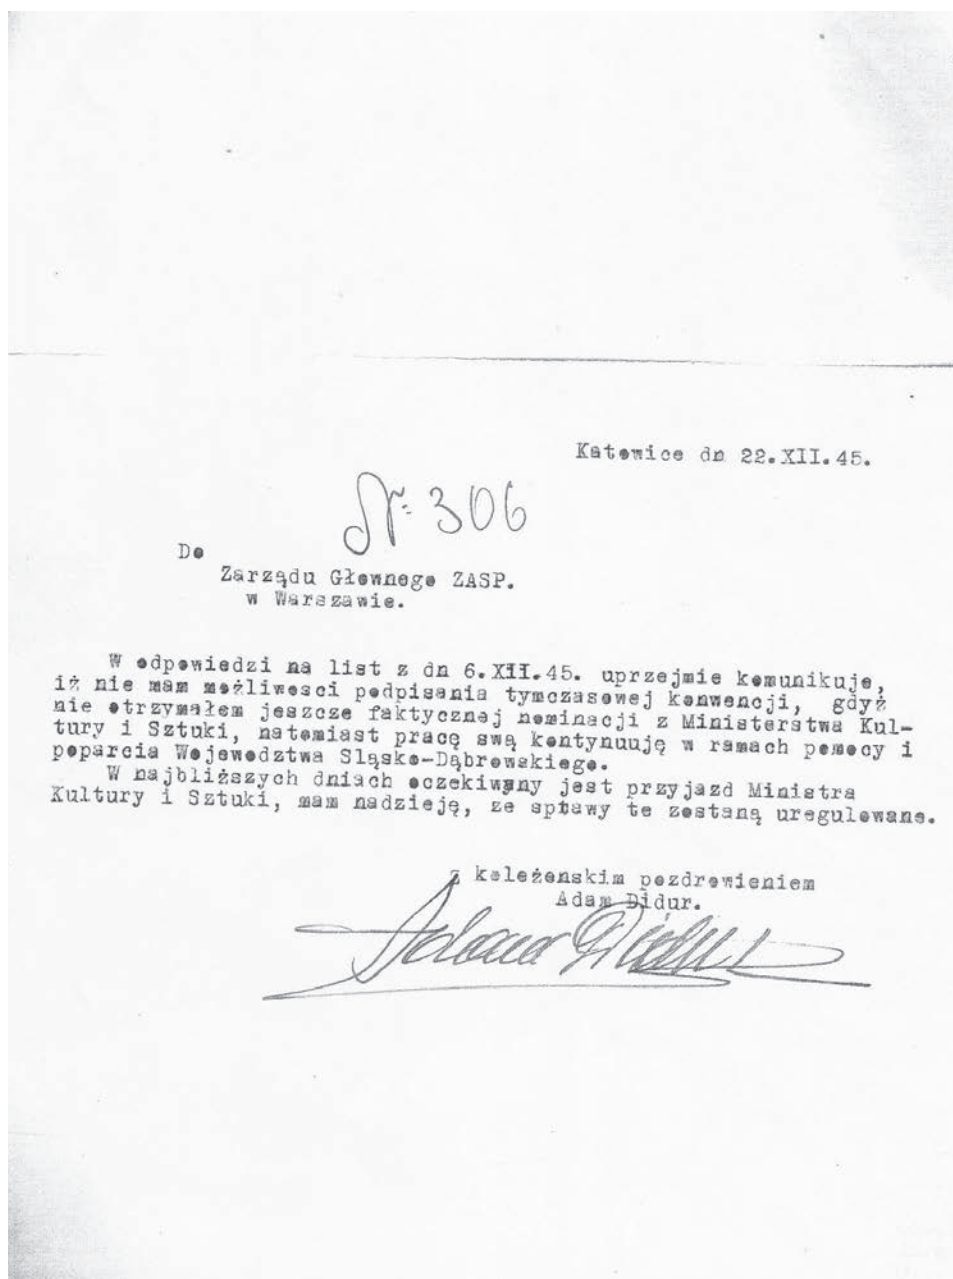 Katowice dn 22.XII.45.
Nr: 306
Do
Zarządu Głownego ZASP.
w Warszawie.
W odpowiedzi na list z dn 6.XII.45. uprzejmie komunikuję,
iż nie mam możliwosci podpisania tymczasowej konwencji, gdyż
nie otrzymałem jeszcze faktycznej nominacji z Ministerstwa Kul-
tury i Sztuki, natomiast pracę swą kontynuuję w ramach pomocy i
poparcia Wojewodztwa Sląsko-Dąbrowskiego.
W najbliższych dniach oczekiwany jest przyjazd Ministra
Kultury i Sztuki, mam nadzieję, ze sprawy te zostaną uregulowane.
z koleżenskim pozdrowieniem
Adam Didur.
Adam Didur